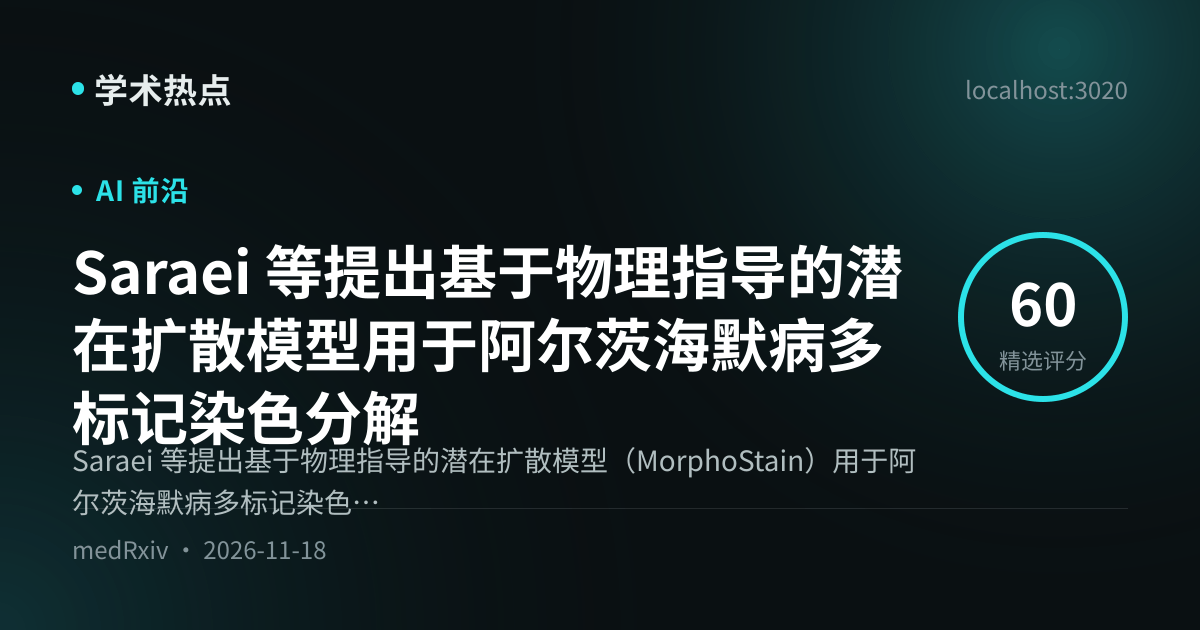 学术热点
localhost:3020
AI 前沿
Saraei 等提出基于物理指导的潜
在扩散模型用于阿尔茨海默病多
标记染色分解
60
精选评分
Saraei 等提出基于物理指导的潜在扩散模型（MorphoStain）用于阿
尔茨海默病多标记染色…
medRxiv · 2026-11-18